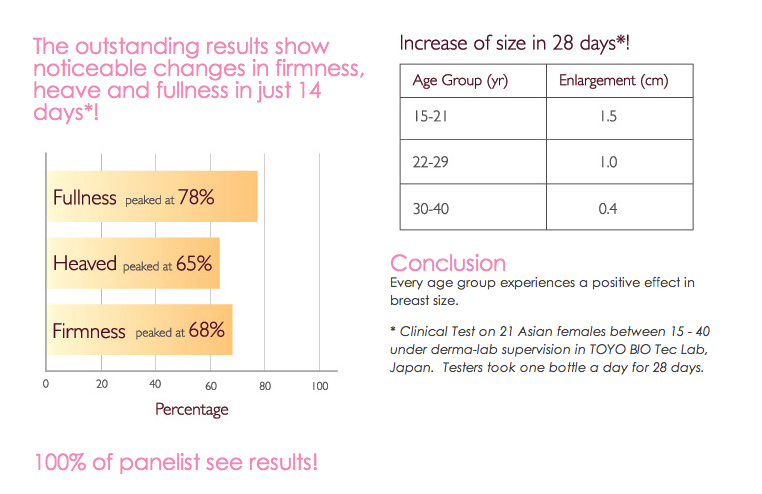 The outstanding results show
noticeable changes in firmness,
heave and fullness in just 14
days*!
Fullness peaked at 78%
Heaved peaked at 65%
Firmness peaked at 68%
0 20 40 60 80 100
Percentage
100% of panelist see results!
Increase of size in 28 days*!
Age Group (yr) Enlargement (cm)
15-21 1.5
22-29 1.0
30-40 0.4
Conclusion
Every age group experiences a positive effect in
breast size.
* Clinical Test on 21 Asian females between 15 - 40
under derma-lab supervision in TOYO BIO Tec Lab,
Japan. Testers took one bottle a day for 28 days.